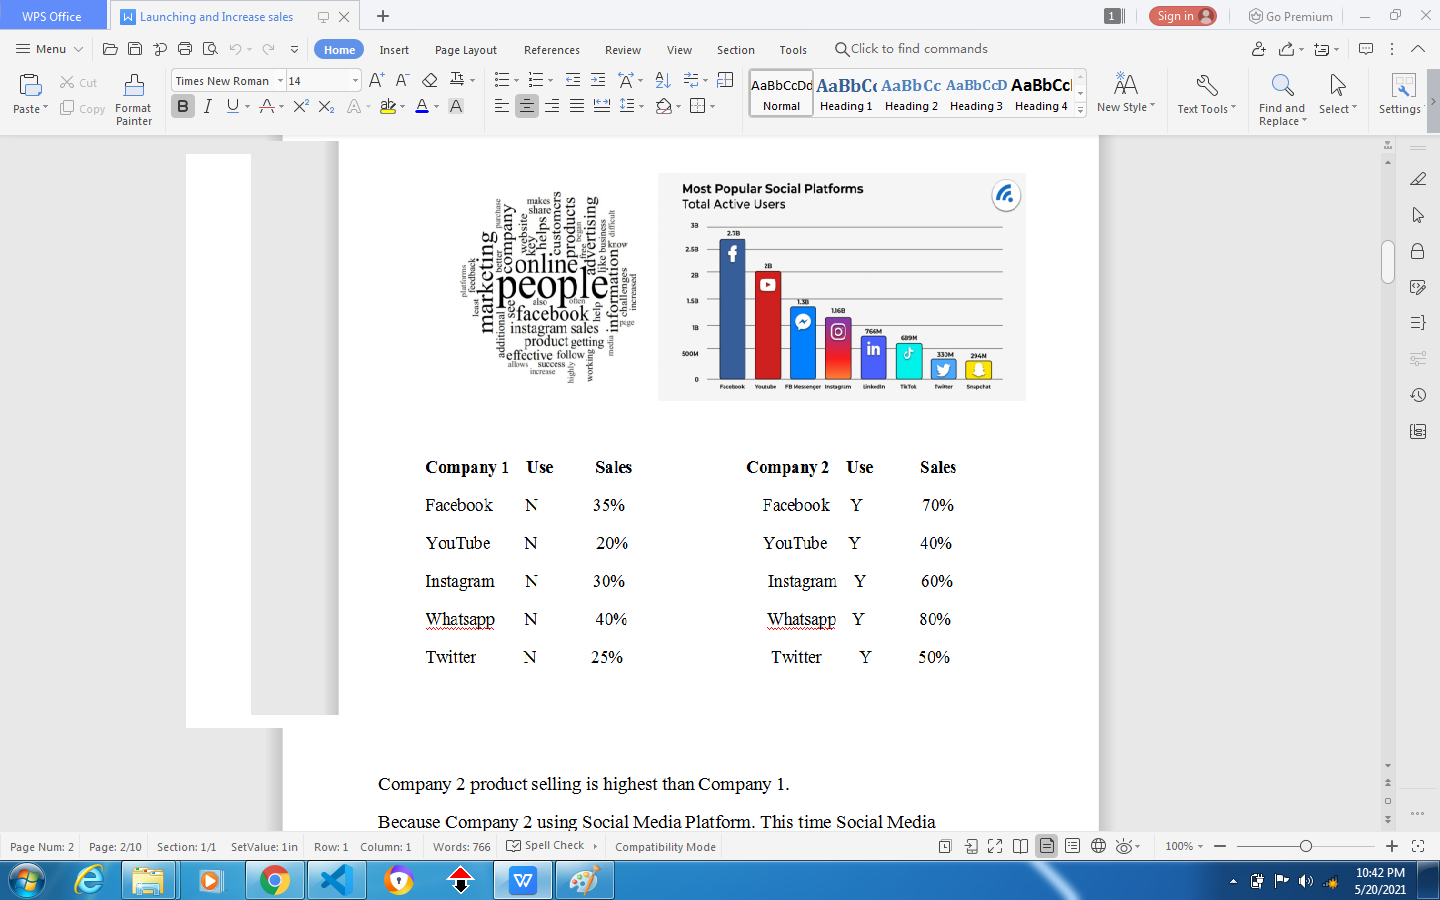 WPS Office
Launching and Increase sales
1
Sign in
Go Premium
Menu
Home
Insert
Page Layout
References
Review
View
Section
Tools
Click to find commands
Paste
Cut
Copy
Format
Painter
Times New Roman
14
AaBbCcDd
Normal
AaBbCc
Heading 1
AaBbCc
Heading 2
AaBbCcD
Heading 3
AaBbCc
Heading 4
New Style
Text Tools
Find and
Replace
Select
Settings
people
online
facebook
marketing
company
information
advertising
products
customers
instagram sales
product getting
effective follow
allows success
increase
highly
working
additional
see
also often
help
challenges
increased
know
difficult
like business
free
began
helps
key
website
makes
share
purchase
better
feedback
platforms
least
page
media
Most Popular Social Platforms
Total Active Users
3B
2.5B
2B
1.5B
1B
500M
0
2.7B
2B
1.3B
1.16B
766M
689M
330M
294M
Facebook Youtube FB Messenger Instagram LinkedIn TikTok Twitter Snapchat
Company 1 Use Sales Company 2 Use Sales
Facebook N 35% Facebook Y 70%
YouTube N 20% YouTube Y 40%
Instagram N 30% Instagram Y 60%
Whatsapp N 40% Whatsapp Y 80%
Twitter N 25% Twitter Y 50%
Company 2 product selling is highest than Company 1.
Because Company 2 using Social Media Platform. This time Social Media
Page Num: 2 Page: 2/10 Section: 1/1 SetValue: 1in Row: 1 Column: 1 Words: 766 Spell Check Compatibility Mode 100%
10:42 PM
5/20/2021